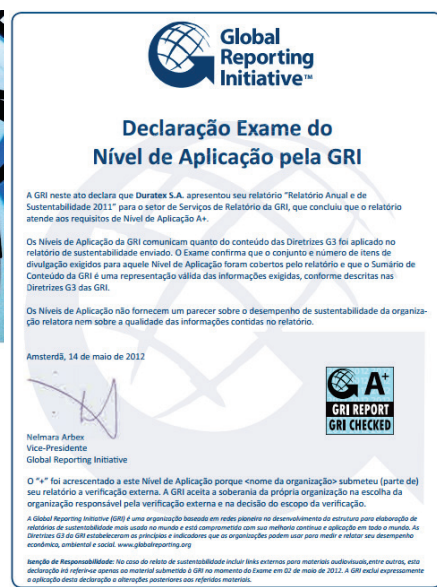 Global
Reporting
Initiative™
Declaração Exame do
Nível de Aplicação pela GRI
A GRI neste ato declara que Duratex S.A. apresentou seu relatório “Relatório Anual e de
Sustentabilidade 2011” para o setor de Serviços de Relatório da GRI, que concluiu que o relatório
atende aos requisitos de Nível de Aplicação A+.
Os Níveis de Aplicação da GRI comunicam quanto do conteúdo das Diretrizes G3 foi aplicado no
relatório de sustentabilidade enviado. O Exame confirma que o conjunto e número de itens de
divulgação exigidos para aquele Nível de Aplicação foram cobertos pelo relatório e que o Sumário de
Conteúdo da GRI é uma representação válida das informações exigidas, conforme descritas nas
Diretrizes G3 das GRI.
Os Níveis de Aplicação não fornecem um parecer sobre o desempenho de sustentabilidade da organiza-
ção relatora nem sobre a qualidade das informações contidas no relatório.
Amsterdã, 14 de maio de 2012
Nelmara Arbex
Vice-Presidente
Global Reporting Initiative
G A+
GRI REPORT
GRI CHECKED
O “+” foi acrescentado a este Nível de Aplicação porque <nome da organização> submeteu (parte de)
seu relatório a verificação externa. A GRI aceita a soberania da própria organização na escolha da
organização responsável pela verificação externa e na decisão do escopo da verificação.
A Global Reporting Initiative (GRI) é uma organização baseada em redes pioneira no desenvolvimento da estrutura para elaboração de
relatórios de sustentabilidade mais usada no mundo e está comprometida com sua melhoria contínua e aplicação em todo o mundo. As
Diretrizes G3 da GRI estabeleceram os princípios e indicadores que as organizações podem usar para medir e relatar seu desempenho
econômico, ambiental e social. www.globalreporting.org
Isenção de Responsabilidade: No caso do relato de sustentabilidade incluir links externos para materiais audiovisuais,entre outros, esta
declaração irá referir-se apenas ao material submetido à GRI no momento do Exame em 02 de maio de 2012. A GRI exclui expressamente
a aplicação desta declaração a alterações posteriores aos referidos materiais.